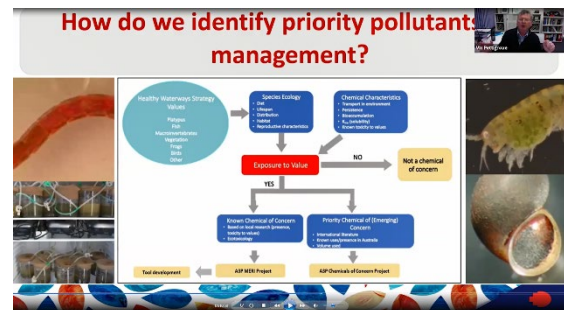 How do we identify priority pollutants
management?
Vin Pettigrove
Healthy Waterways Strategy
Values
Platypus
Fish
Macroinvertebrates
Vegetation
Frogs
Birds
Other
Species Ecology
• Diet
• Lifespan
• Distribution
• Habitat
• Reproductive characteristics
Chemical Characteristics
• Transport in environment
• Persistence
• Bioaccumulation
• (solubility)
• Known toxicity to values
Exposure to Value
NO
Not a chemical
of concern
YES
Known Chemical of Concern
• Based on local research (presence,
toxicity to values)
• Ecotoxicology
Priority Chemical of (Emerging)
Concern
• International literature
• Known uses/presence in Australia
• Volume used
Tool development
A3P MERI Project
A3P Chemicals of Concern Project